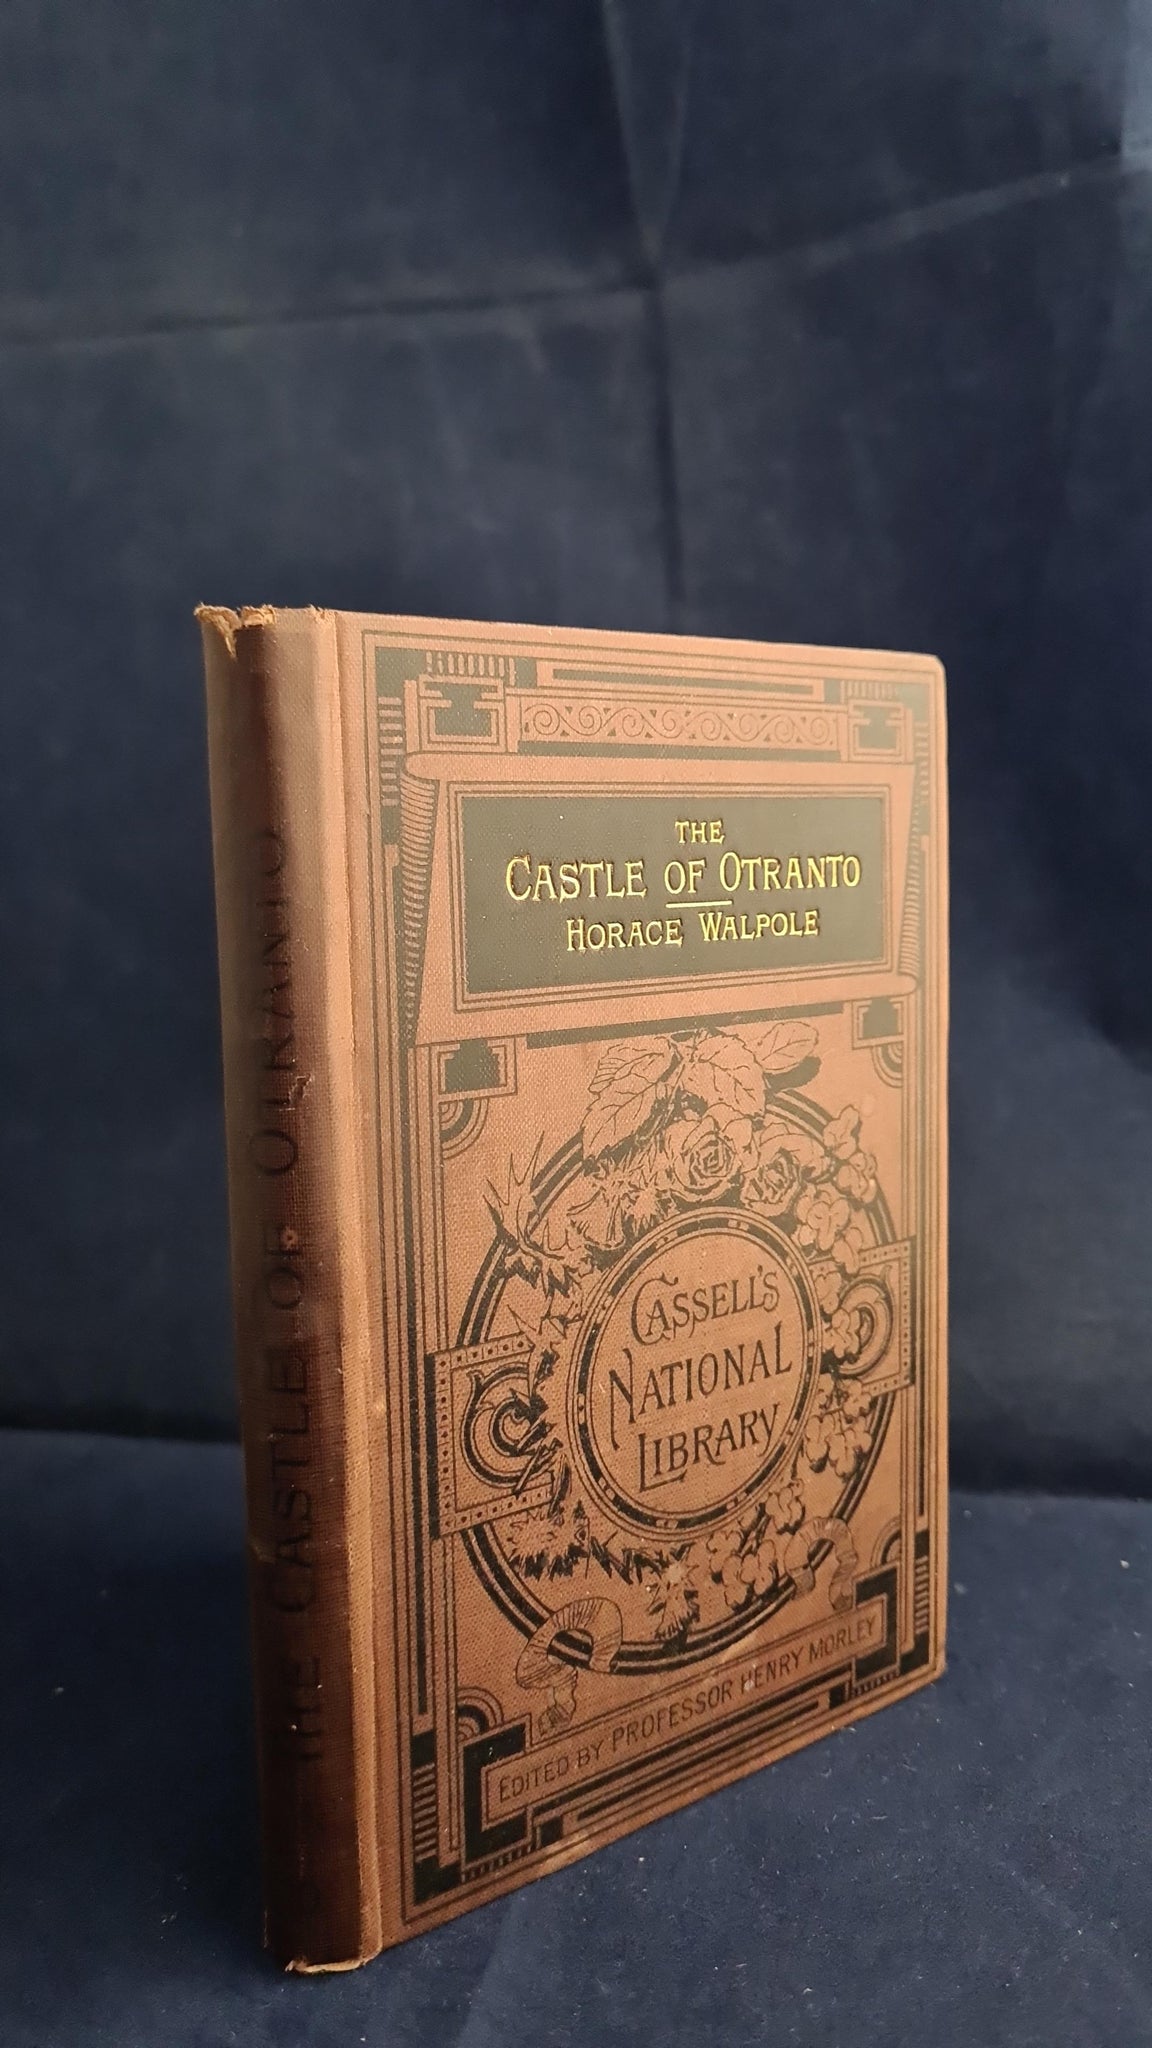 THE
CASTLE OF OTRANTO
HORACE WALPOLE
CASSELL'S
NATIONAL
LIBRARY
EDITED BY PROFESSOR HENRY MORLEY
THE CASTLE OF OTRANTO